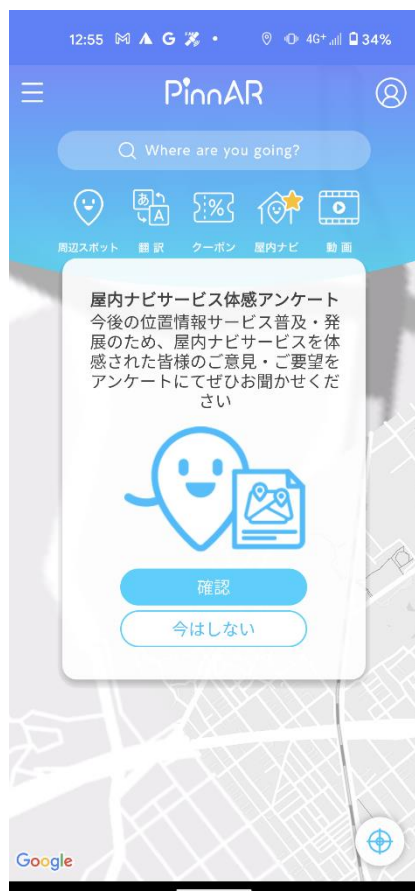 12:55 4G+ 34%
PinnAR
Where are you going?
あ A % 
周辺スポット 翻訳 クーポン 屋内ナビ 動画
屋内ナビサービス体感アンケート
今後の位置情報サービス普及・発
展のため、屋内ナビサービスを体
感された皆様のご意見・ご要望を
アンケートにてぜひお聞かせくだ
さい
確認
今はしない
Google